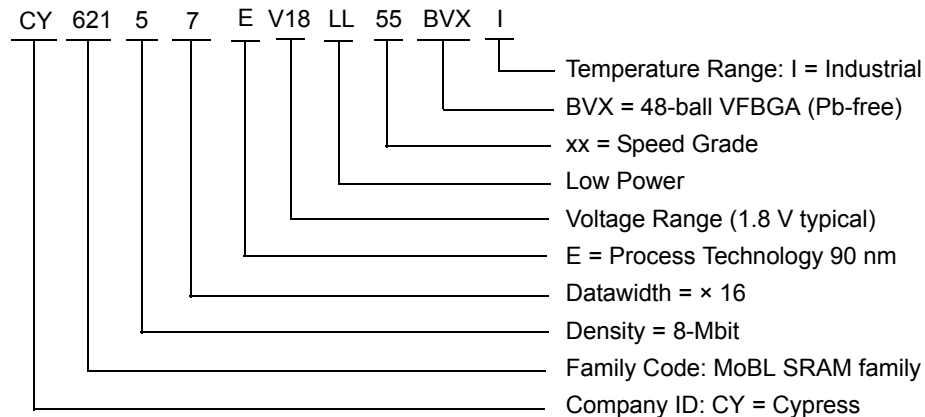 CY 621 5 7 E V18 LL 55 BVX I
Temperature Range: I = Industrial
BVX = 48-ball VFBGA (Pb-free)
xx = Speed Grade
Low Power
Voltage Range (1.8 V typical)
E = Process Technology 90 nm
Datawidth = × 16
Density = 8-Mbit
Family Code: MoBL SRAM family
Company ID: CY = Cypress